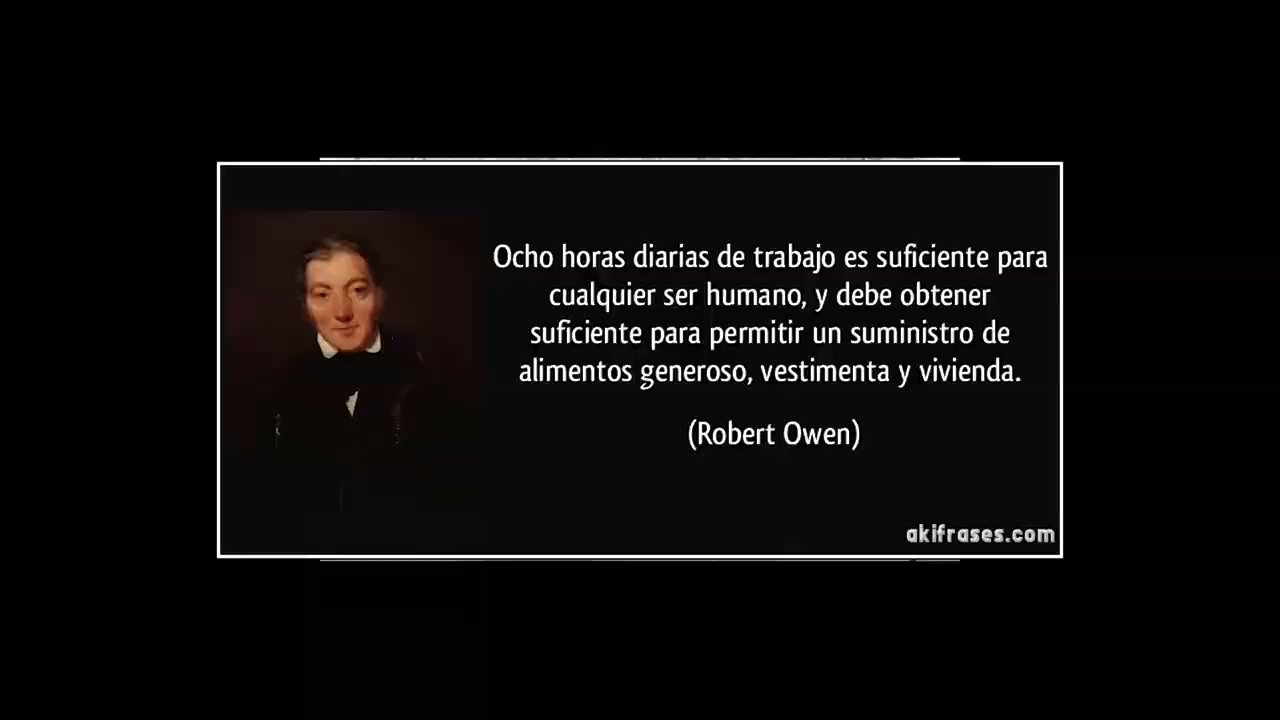 Ocho horas diarias de trabajo es suficiente para
cualquier ser humano, y debe obtener
suficiente para permitir un suministro de
alimentos generoso, vestimenta y vivienda.
(Robert Owen)
akifrases.com